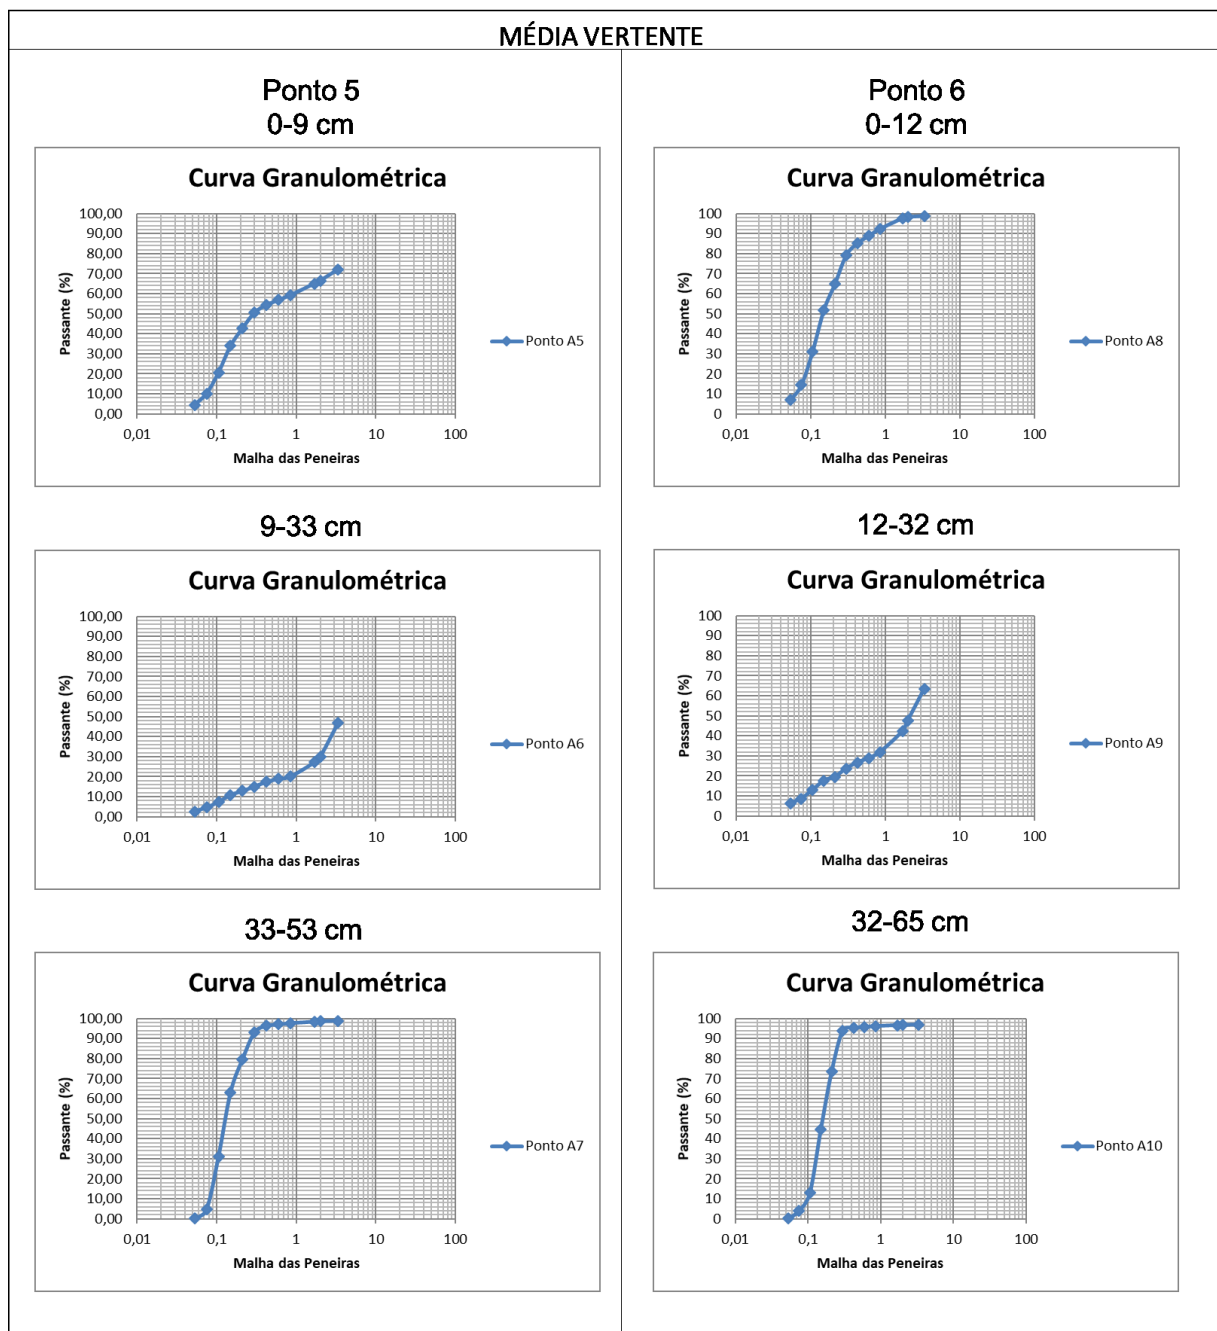 MÉDIA VERTENTE
Ponto 5
0-9 cm
Curva Granulométrica
Passante (%)
100,00
90,00
80,00
70,00
60,00
50,00
40,00
30,00
20,00
10,00
0,00
0,01 0,1 1 10 100
Malha das Peneiras
Ponto A5
9-33 cm
Curva Granulométrica
Passante (%)
100,00
90,00
80,00
70,00
60,00
50,00
40,00
30,00
20,00
10,00
0,00
0,01 0,1 1 10 100
Malha das Peneiras
Ponto A6
33-53 cm
Curva Granulométrica
Passante (%)
100,00
90,00
80,00
70,00
60,00
50,00
40,00
30,00
20,00
10,00
0,00
0,01 0,1 1 10 100
Malha das Peneiras
Ponto A7
Ponto 6
0-12 cm
Curva Granulométrica
Passante (%)
100
90
80
70
60
50
40
30
20
10
0
0,01 0,1 1 10 100
Malha das Peneiras
Ponto A8
12-32 cm
Curva Granulométrica
Passante (%)
100
90
80
70
60
50
40
30
20
10
0
0,01 0,1 1 10 100
Malha das Peneiras
Ponto A9
32-65 cm
Curva Granulométrica
Passante (%)
100
90
80
70
60
50
40
30
20
10
0
0,01 0,1 1 10 100
Malha das Peneiras
Ponto A10